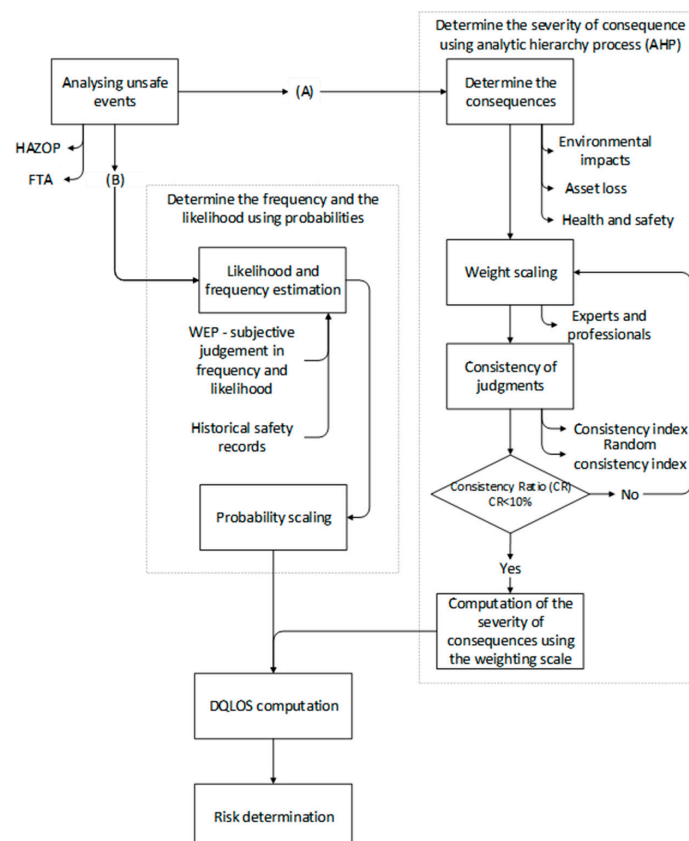 Determine the severity of consequence
using analytic hierarchy process (AHP)
Analysing unsafe
events
(A)
Determine the
consequences
HAZOP
FTA
(B)
Environmental
impacts
Asset loss
Health and safety
Determine the frequency and the
likelihood using probabilities
Likelihood and
frequency estimation
WEP - subjective
judgement in
frequency and
likelihood
Historical safety
records
Probability scaling
Weight scaling
Experts and
professionals
Consistency of
judgments
Consistency index
Random
consistency index
Consistency Ratio (CR)
CR<10%
No
Yes
Computation of the
severity of
consequences using
the weighting scale
DQLOS computation
Risk determination